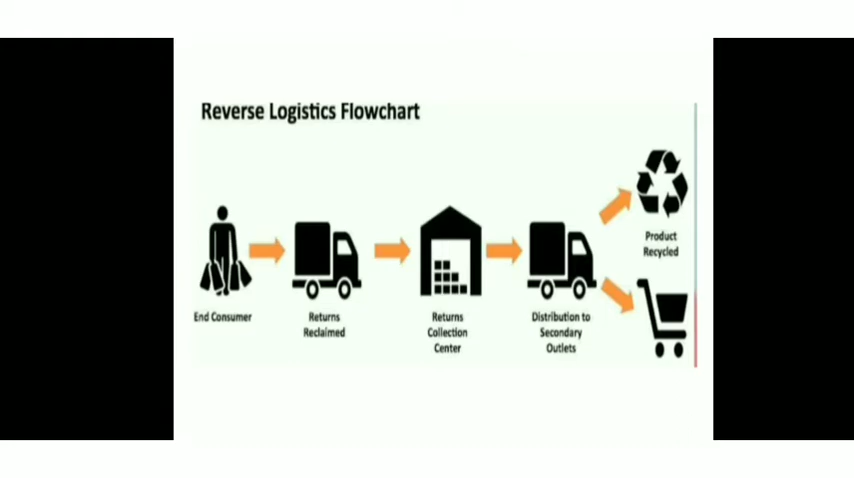 Reverse Logistics Flowchart
Product
Recycled
End Consumer
Returns
Reclaimed
Returns
Collection
Center
Distribution to
Secondary
Outlets